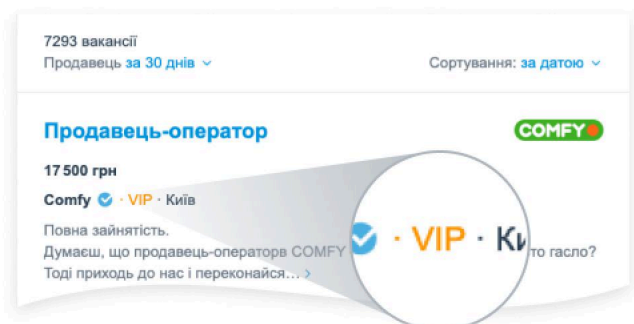 7293 вакансії
Продавець за 30 днів
Сортування: за датою
Продавець-оператор
COMFY
17 500 грн
Comfy · VIP · Київ
Повна зайнятість.
Думаєш, що продавець-операторв COMFY то гасло?
Тоді приходь до нас і переконайся… ›
· VIP · Ки